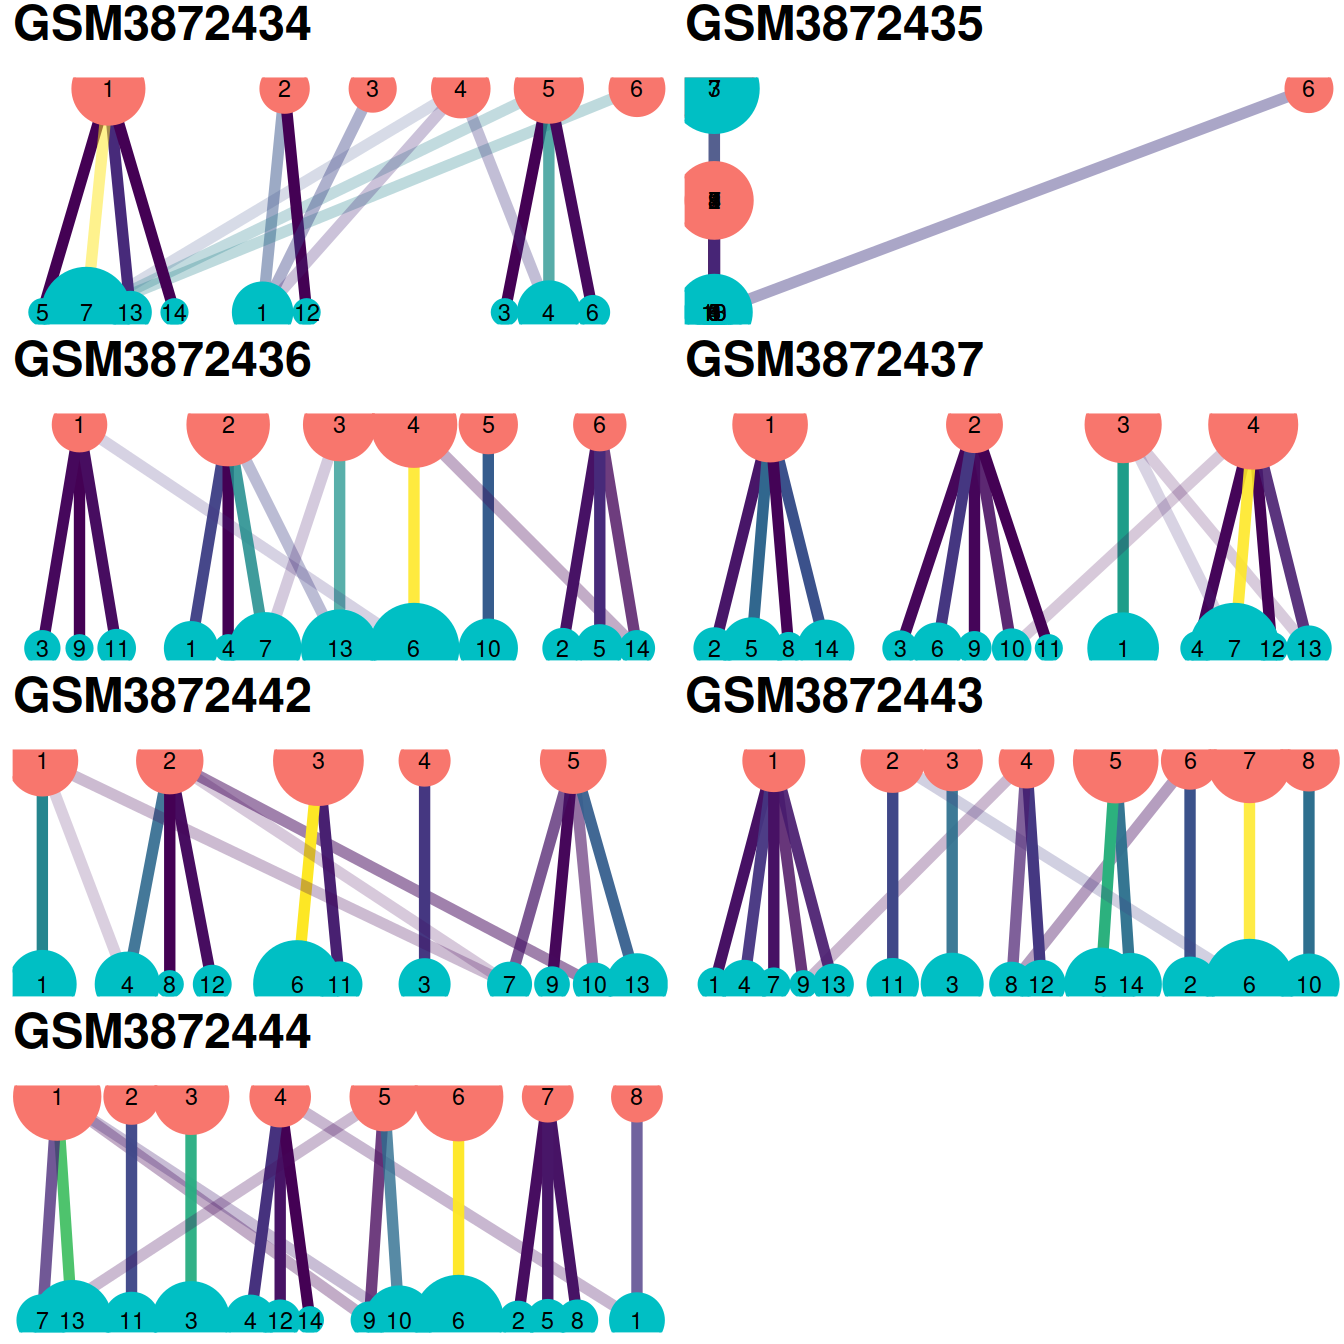 GSM3872434
1 2 3 4 5 6
5 7 13 14 1 12 3 4 6
GSM3872435
6
GSM3872436
1 2 3 4 5 6
3 9 11 1 4 7 13 6 10 2 5 14
GSM3872437
1 2 3 4
2 5 8 14 3 6 9 10 11 1 4 7 12 13
GSM3872442
1 2 3 4 5
1 4 8 12 6 11 3 7 9 10 13
GSM3872443
1 2 3 4 5 6 7 8
1 4 7 9 13 11 3 8 12 5 14 2 6 10
GSM3872444
1 2 3 4 5 6 7 8
7 13 11 3 4 12 14 9 10 6 2 5 8 1